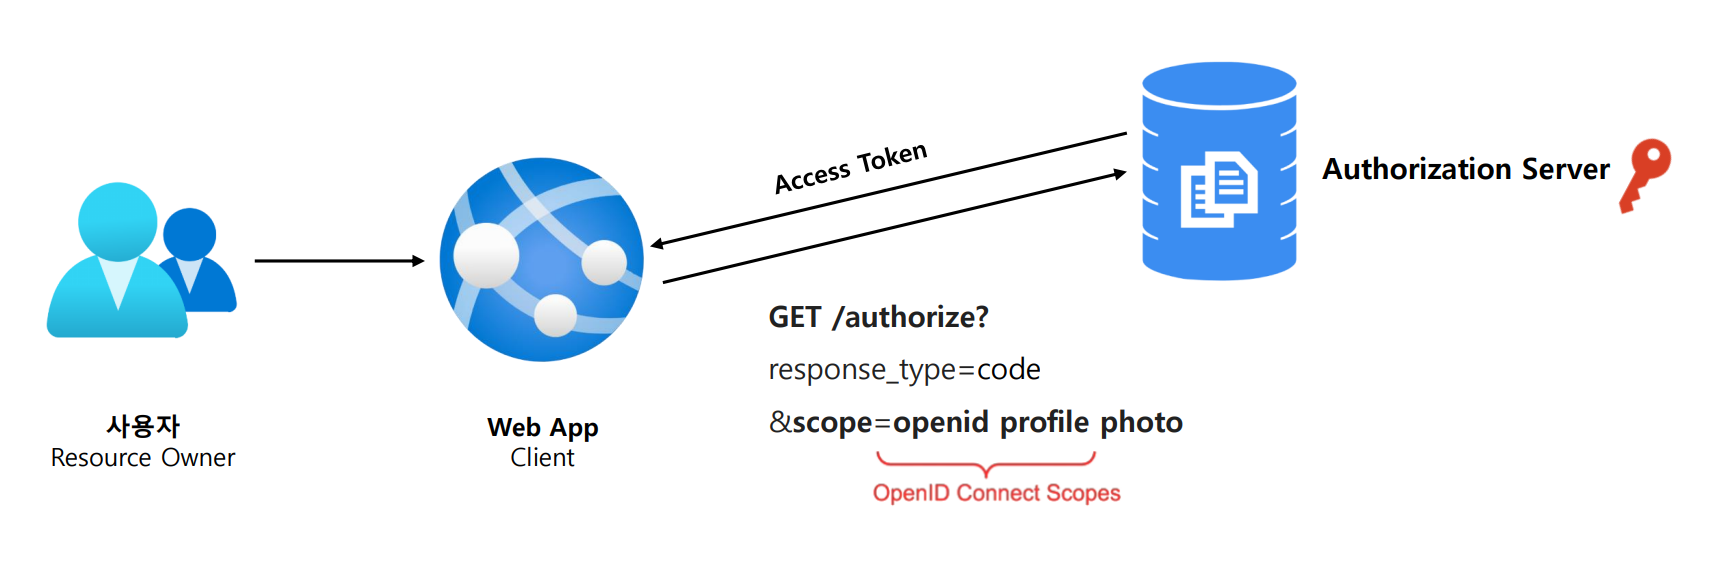 Access Token
Authorization Server
GET /authorize?
response_type=code
&scope=openid profile photo
OpenID Connect Scopes
사용자
Resource Owner
Web App
Client